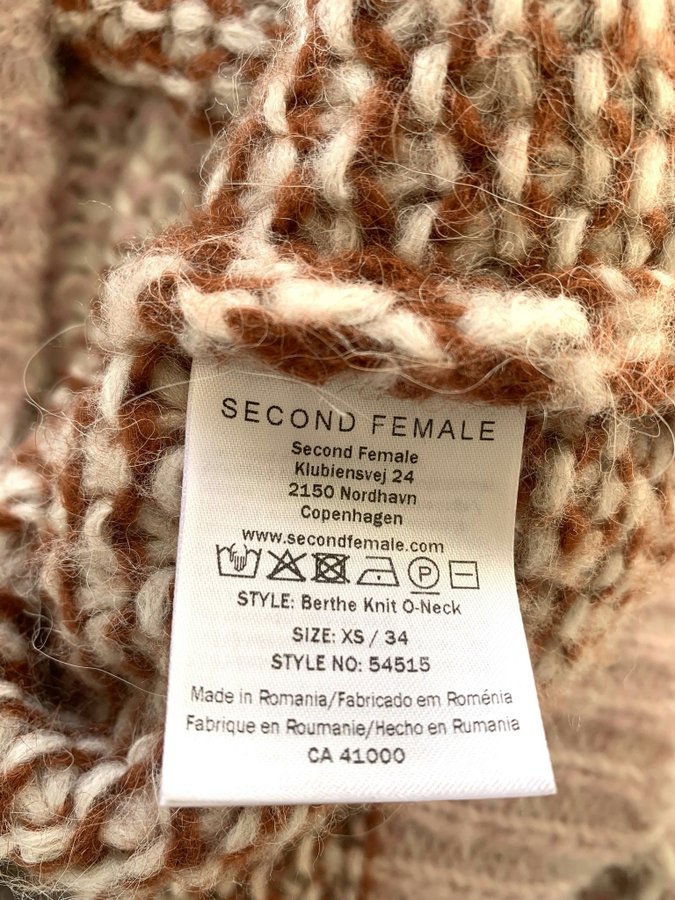 SECOND FEMALE
Second Female
Klubiensvej 24
2150 Nordhavn
Copenhagen
www.secondfemale.com
P
STYLE: Berthe Knit O-Neck
SIZE: XS / 34
STYLE NO: 54515
Made in Romania/Fabricado em Roménia
Fabrique en Roumanie/Hecho en Rumania
CA 41000